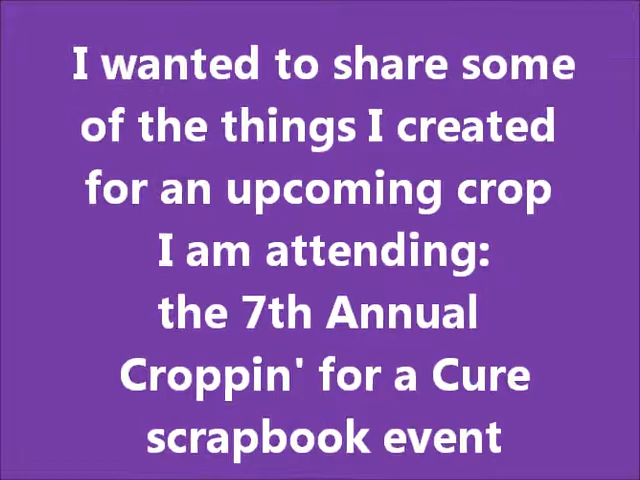 I wanted to share some
of the things I created
for an upcoming crop
I am attending:
the 7th Annual
Croppin' for a Cure
scrapbook event